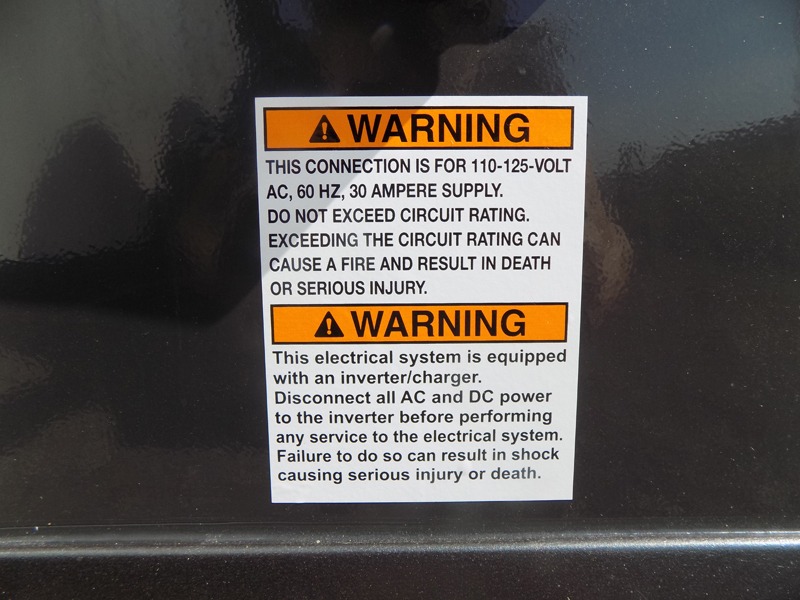 WARNING
THIS CONNECTION IS FOR 110-125-VOLT
AC, 60 HZ, 30 AMPERE SUPPLY.
DO NOT EXCEED CIRCUIT RATING.
EXCEEDING THE CIRCUIT RATING CAN
CAUSE A FIRE AND RESULT IN DEATH
OR SERIOUS INJURY.
WARNING
This electrical system is equipped
with an inverter/charger.
Disconnect all AC and DC power
to the inverter before performing
any service to the electrical system.
Failure to do so can result in shock
causing serious injury or death.